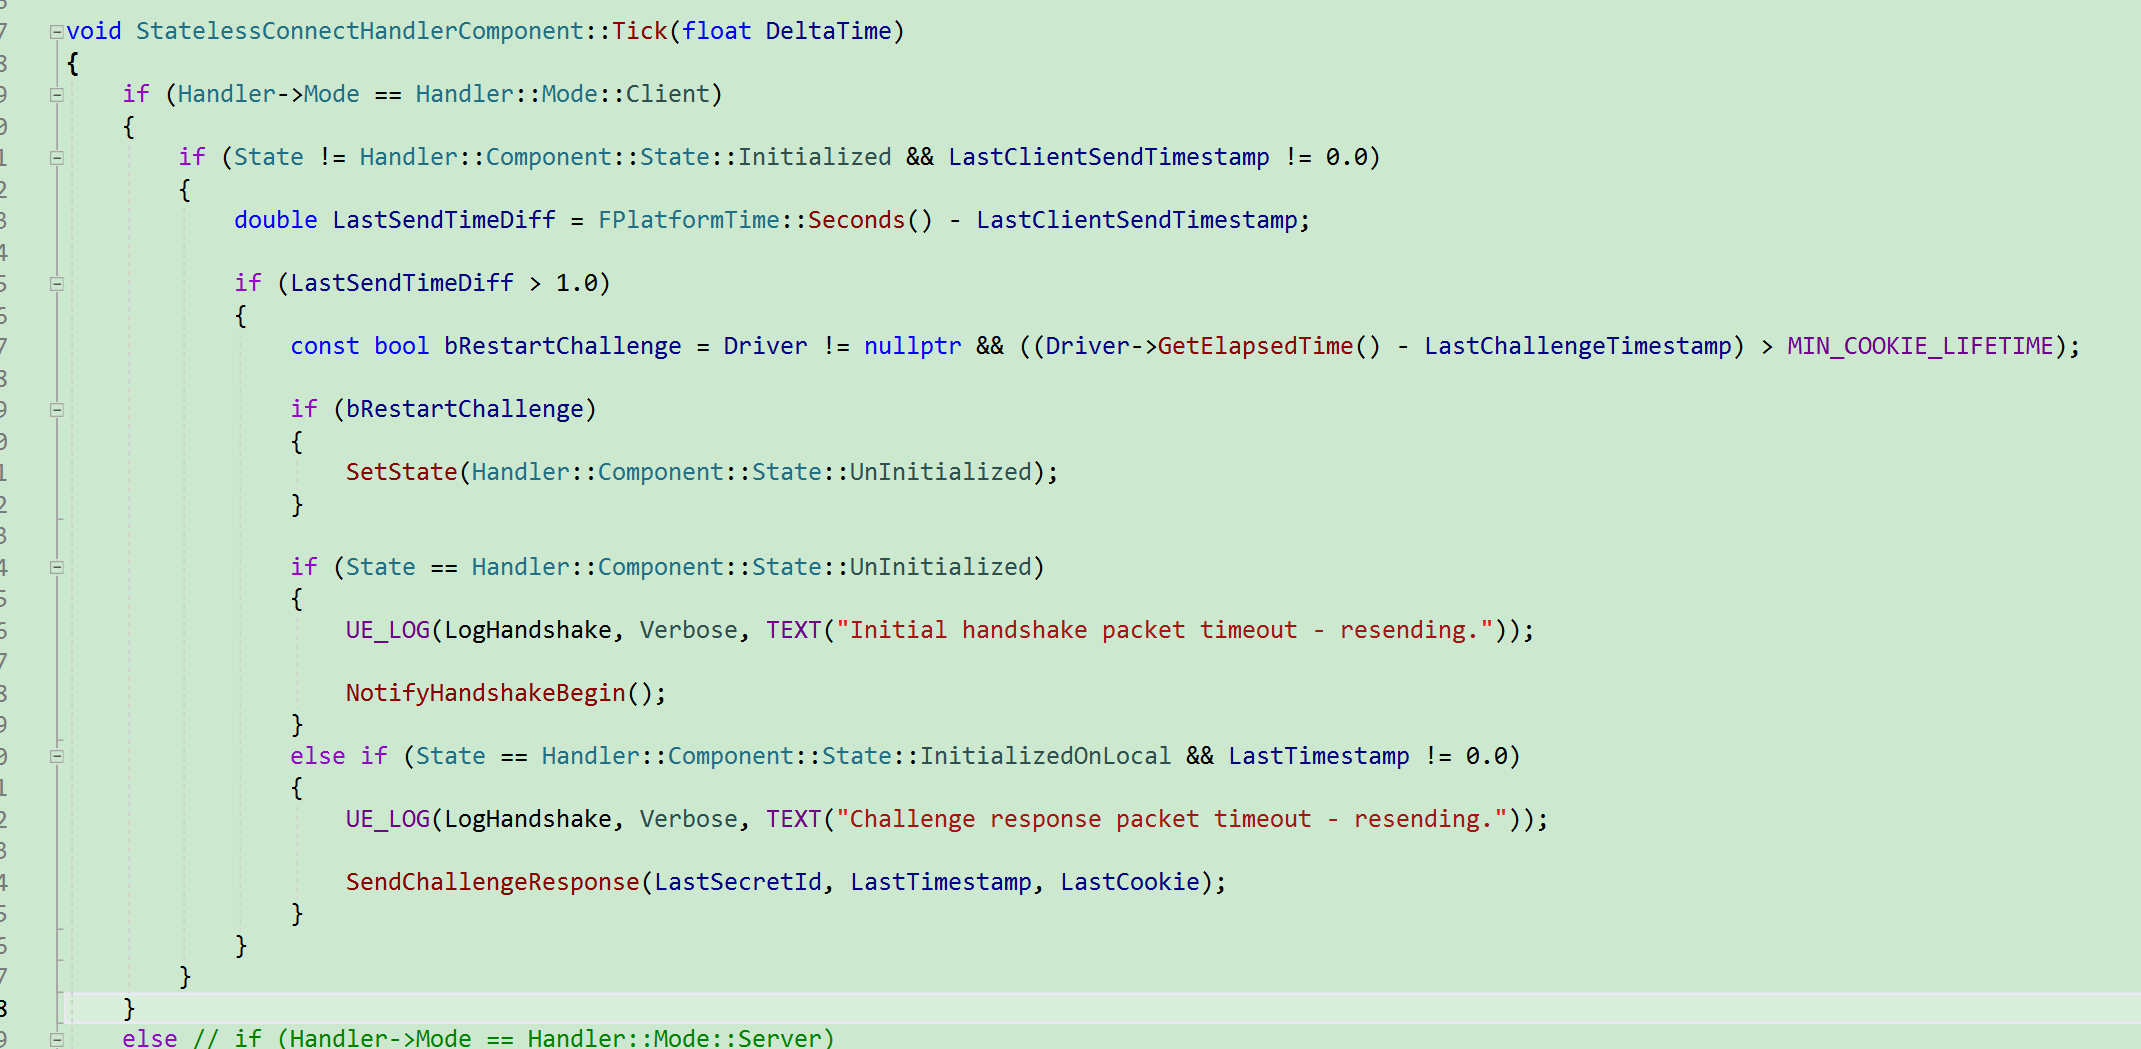 void StatelessConnectHandlerComponent::Tick(float DeltaTime)
{
    if (Handler->Mode == Handler::Mode::Client)
    {
        if (State != Handler::Component::State::Initialized && LastClientSendTimestamp != 0.0)
        {
            double LastSendTimeDiff = FPlatformTime::Seconds() - LastClientSendTimestamp;

            if (LastSendTimeDiff > 1.0)
            {
                const bool bRestartChallenge = Driver != nullptr && ((Driver->GetElapsedTime() - LastChallengeTimestamp) > MIN_COOKIE_LIFETIME);

                if (bRestartChallenge)
                {
                    SetState(Handler::Component::State::UnInitialized);
                }

                if (State == Handler::Component::State::UnInitialized)
                {
                    UE_LOG(LogHandshake, Verbose, TEXT("Initial handshake packet timeout - resending."));

                    NotifyHandshakeBegin();
                }
                else if (State == Handler::Component::State::InitializedOnLocal && LastTimestamp != 0.0)
                {
                    UE_LOG(LogHandshake, Verbose, TEXT("Challenge response packet timeout - resending."));

                    SendChallengeResponse(LastSecretId, LastTimestamp, LastCookie);
                }
            }
        }
    }
    else // if (Handler->Mode == Handler::Mode::Server)